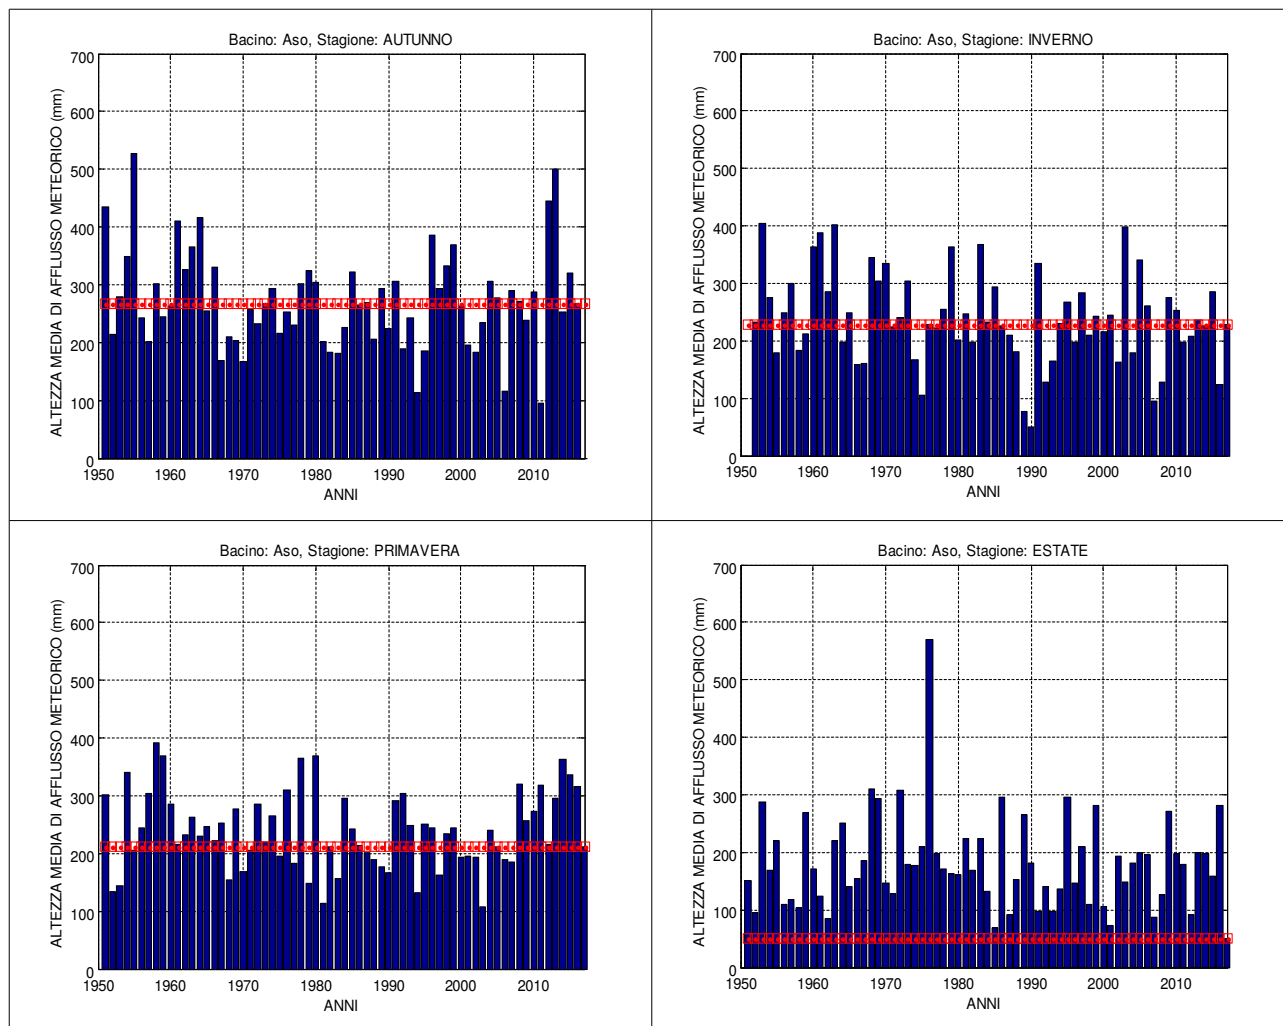 Bacino: Aso, Stagione: AUTUNNO
ALTEZZA MEDIA DI AFFLUSSO METEORICO (mm)
700
600
500
400
300
200
100
0
1950 1960 1970 1980 1990 2000 2010
ANNI
Bacino: Aso, Stagione: INVERNO
ALTEZZA MEDIA DI AFFLUSSO METEORICO (mm)
700
600
500
400
300
200
100
0
1950 1960 1970 1980 1990 2000 2010
ANNI
Bacino: Aso, Stagione: PRIMAVERA
ALTEZZA MEDIA DI AFFLUSSO METEORICO (mm)
700
600
500
400
300
200
100
0
1950 1960 1970 1980 1990 2000 2010
ANNI
Bacino: Aso, Stagione: ESTATE
ALTEZZA MEDIA DI AFFLUSSO METEORICO (mm)
700
600
500
400
300
200
100
0
1950 1960 1970 1980 1990 2000 2010
ANNI